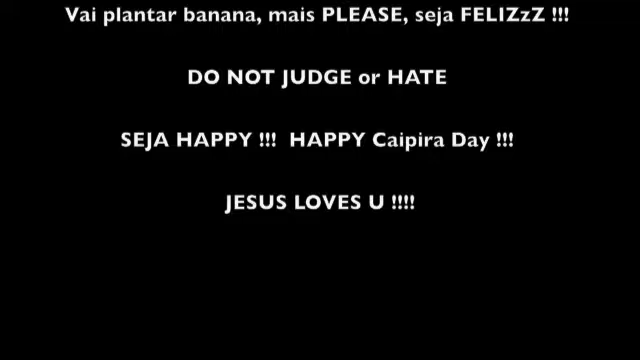 Vai plantar banana, mais PLEASE, seja FELIZzZ !!!
DO NOT JUDGE or HATE
SEJA HAPPY !!!  HAPPY Caipira Day !!!
JESUS LOVES U !!!!